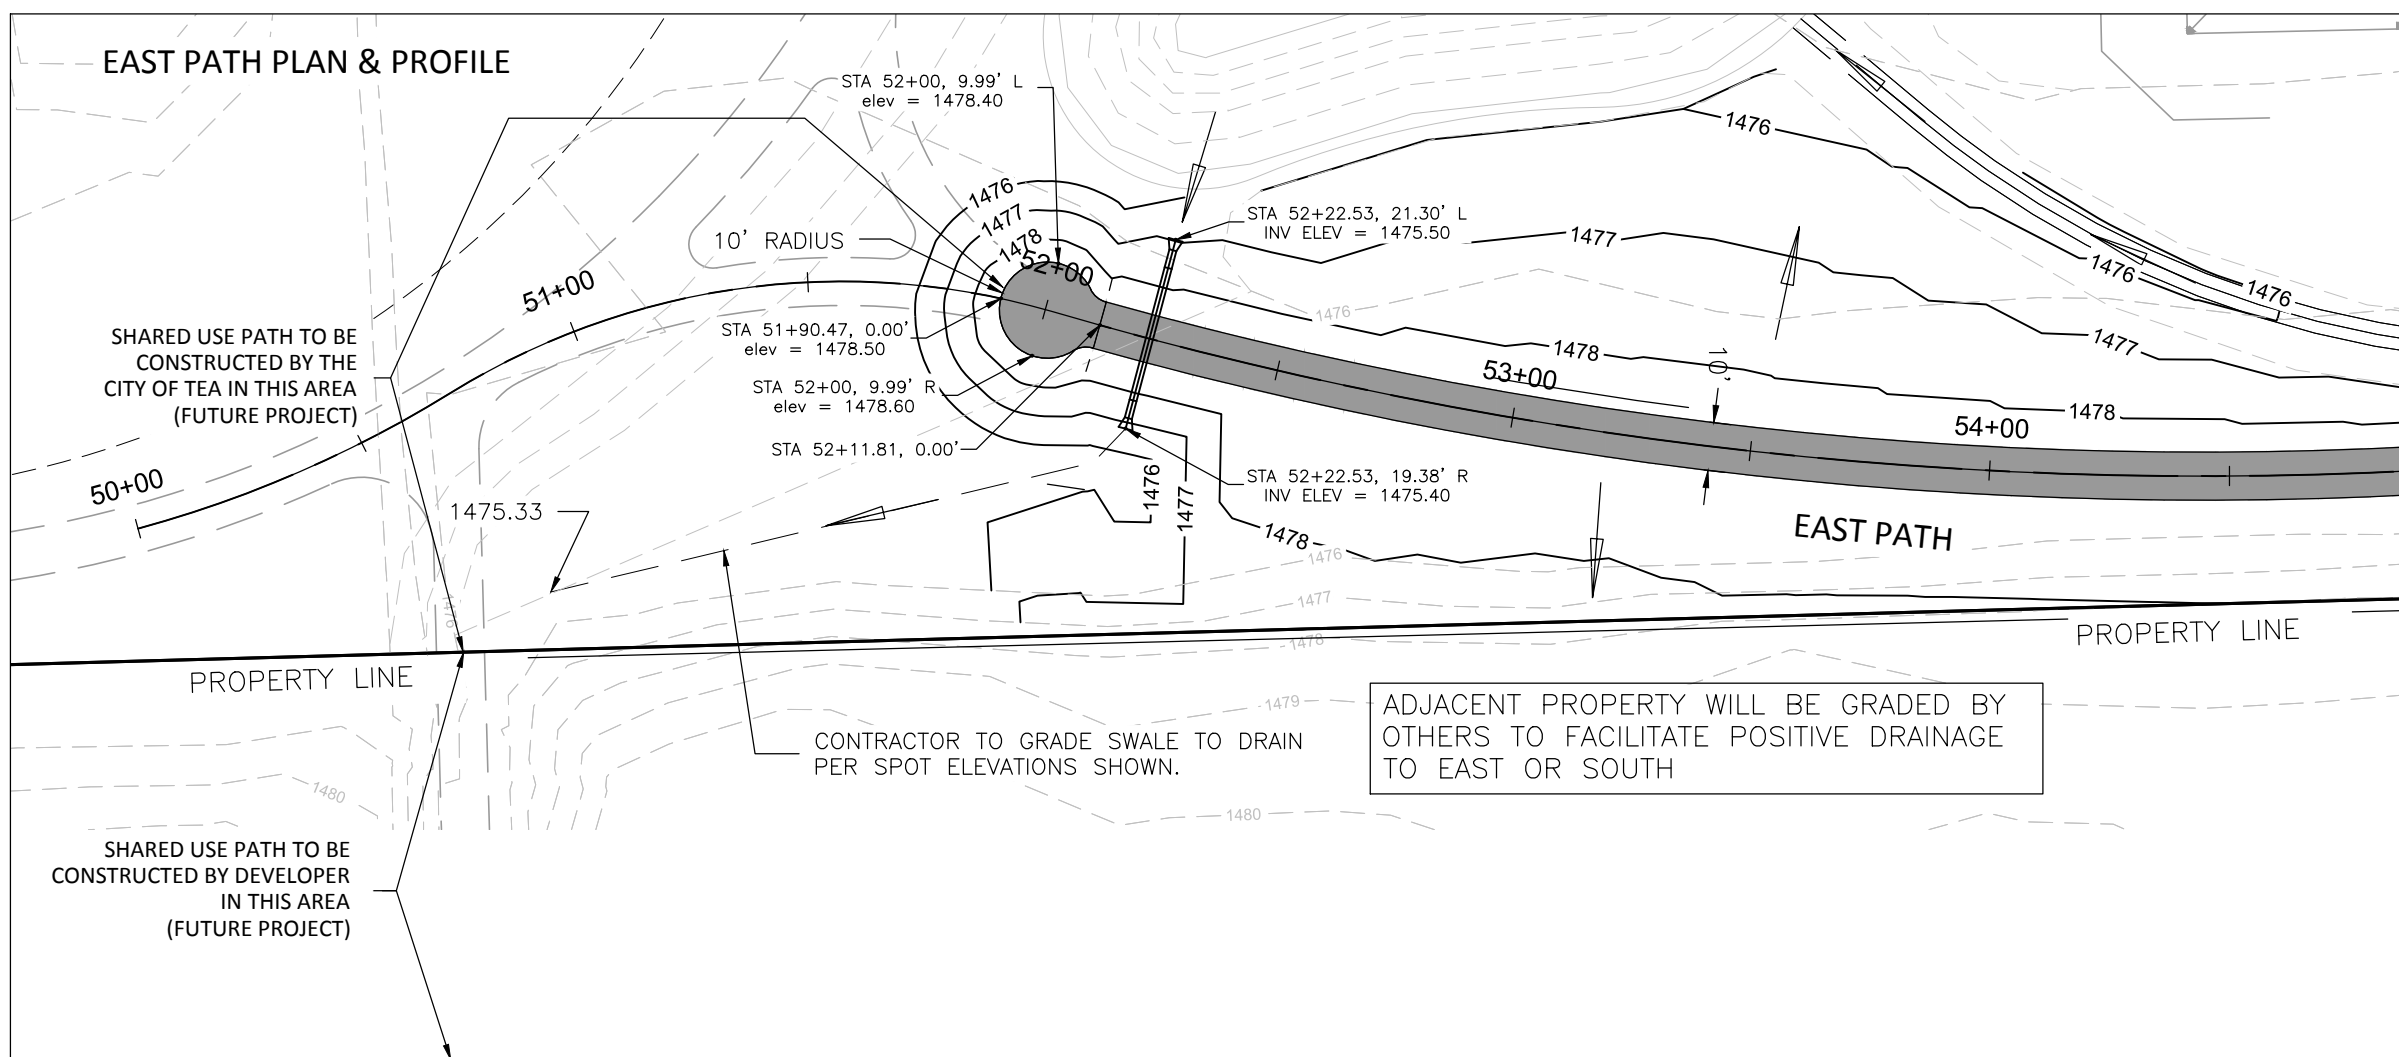 EAST PATH PLAN & PROFILE
STA 52+00, 9.99' L
elev = 1478.40
1476
1477
1478
52+00
10' RADIUS
STA 52+22.53, 21.30' L
INV ELEV = 1475.50
1476
1477
1476
1476
1477
1476
1478
1478
51+00
50+00
SHARED USE PATH TO BE
CONSTRUCTED BY THE
CITY OF TEA IN THIS AREA
(FUTURE PROJECT)
STA 51+90.47, 0.00'
elev = 1478.50
STA 52+00, 9.99' R
elev = 1478.60
STA 52+11.81, 0.00'
53+00
10'
54+00
EAST PATH
STA 52+22.53, 19.38' R
INV ELEV = 1475.40
1476
1477
1478
1475.33
1476
1476
1477
1478
1479
1480
1480
PROPERTY LINE
PROPERTY LINE
CONTRACTOR TO GRADE SWALE TO DRAIN
PER SPOT ELEVATIONS SHOWN.
ADJACENT PROPERTY WILL BE GRADED BY
OTHERS TO FACILITATE POSITIVE DRAINAGE
TO EAST OR SOUTH
SHARED USE PATH TO BE
CONSTRUCTED BY DEVELOPER
IN THIS AREA
(FUTURE PROJECT)